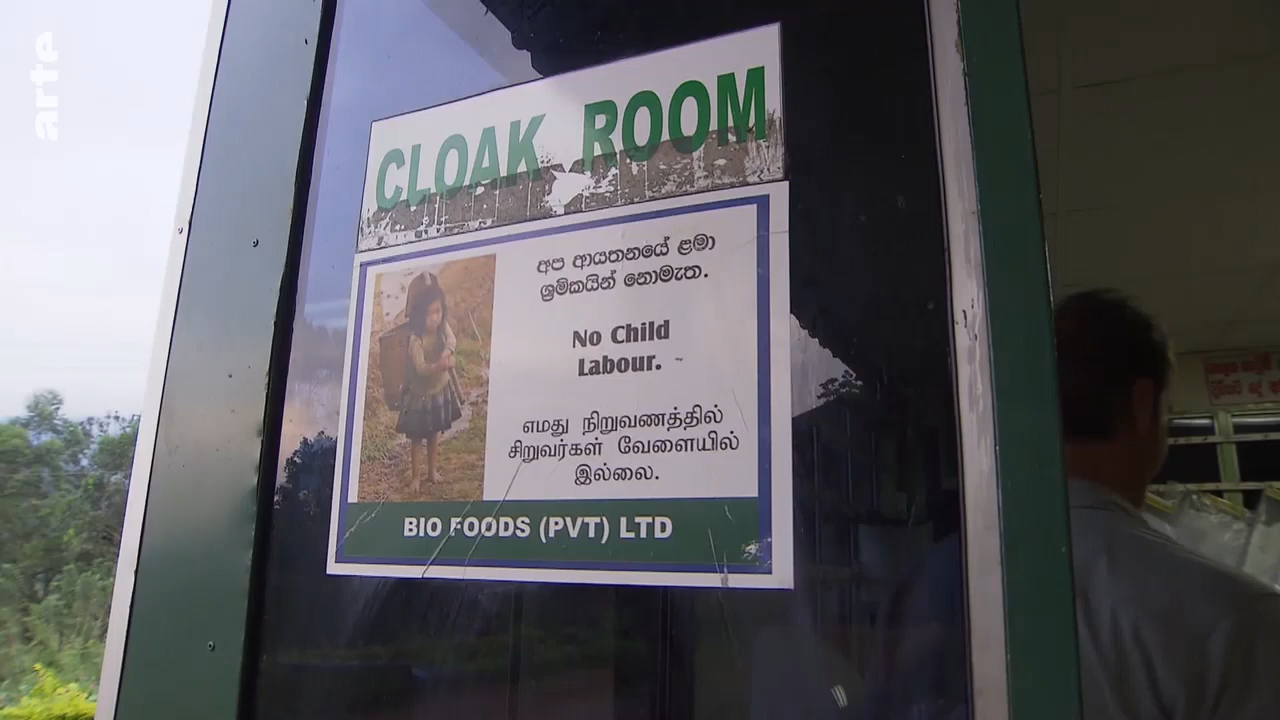 arte
CLOAK ROOM
අප ආයතනයේ ළමා
ශ්‍රමිකයින් නොමැත.
No Child
Labour.
எமது நிறுவணத்தில்
சிறுவர்கள் வேளையில்
இல்லை.
BIO FOODS (PVT) LTD